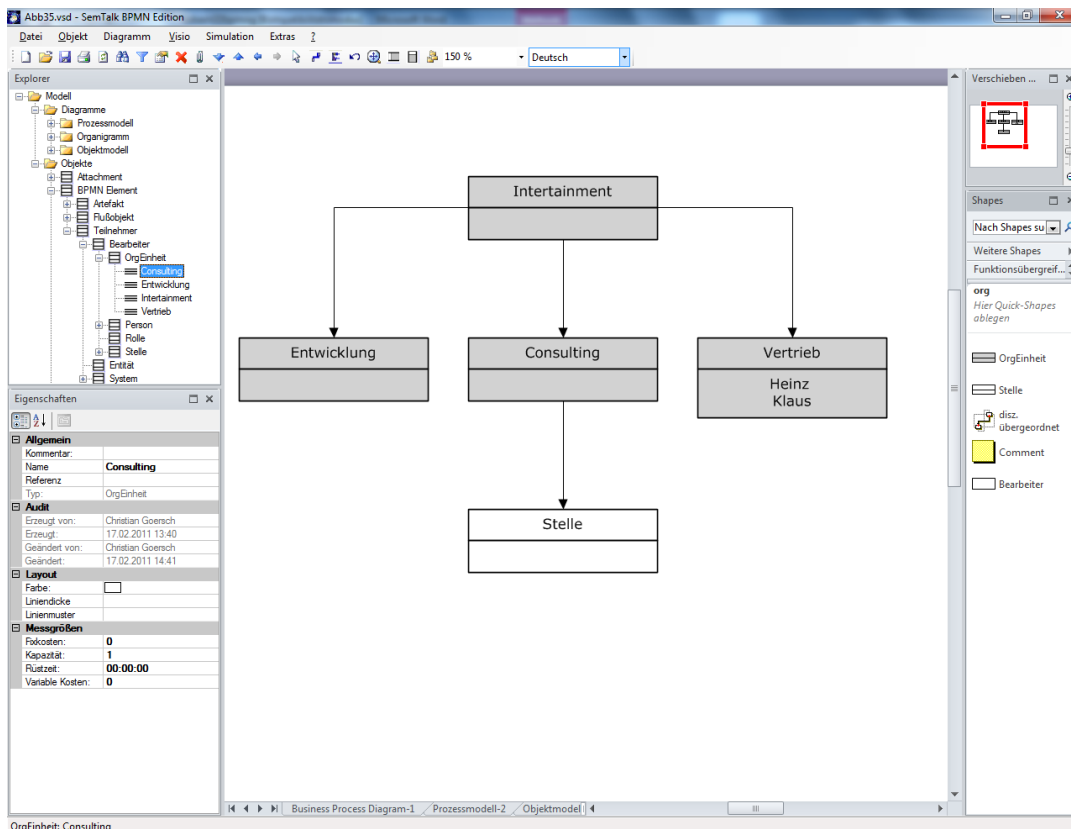 Abb35.vsd - SemTalk BPMN Edition
Datei Objekt Diagramm Visio Simulation Extras ?
150 % Deutsch
Explorer
Modell
Diagramme
Prozessmodell
Organigramm
Objektmodell
Objekte
Attachment
BPMN Element
Artefakt
Flußobjekt
Teilnehmer
Bearbeiter
OrgEinheit
Consulting
Entwicklung
Intertainment
Vertrieb
Person
Rolle
Stelle
Entität
System
Eigenschaften
Allgemein
Kommentar:
Name Consulting
Referenz
Typ: OrgEinheit
Audit
Erzeugt von: Christian Goersch
Erzeugt: 17.02.2011 13:40
Geändert von: Christian Goersch
Geändert: 17.02.2011 14:41
Layout
Farbe:
Liniendicke
Linienmuster
Messgrößen
Fixkosten: 0
Kapazität: 1
Rüstzeit: 00:00:00
Variable Kosten: 0
Intertainment
Entwicklung
Consulting
Vertrieb
Heinz
Klaus
Stelle
Business Process Diagram-1 Prozessmodell-2 Objektmodel
Verschieben ...
Shapes
Nach Shapes su
Weitere Shapes
Funktionsübergreif...
org
Hier Quick-Shapes
ablegen
OrgEinheit
Stelle
disz.
übergeordnet
Comment
Bearbeiter
OrgEinheit: Consulting